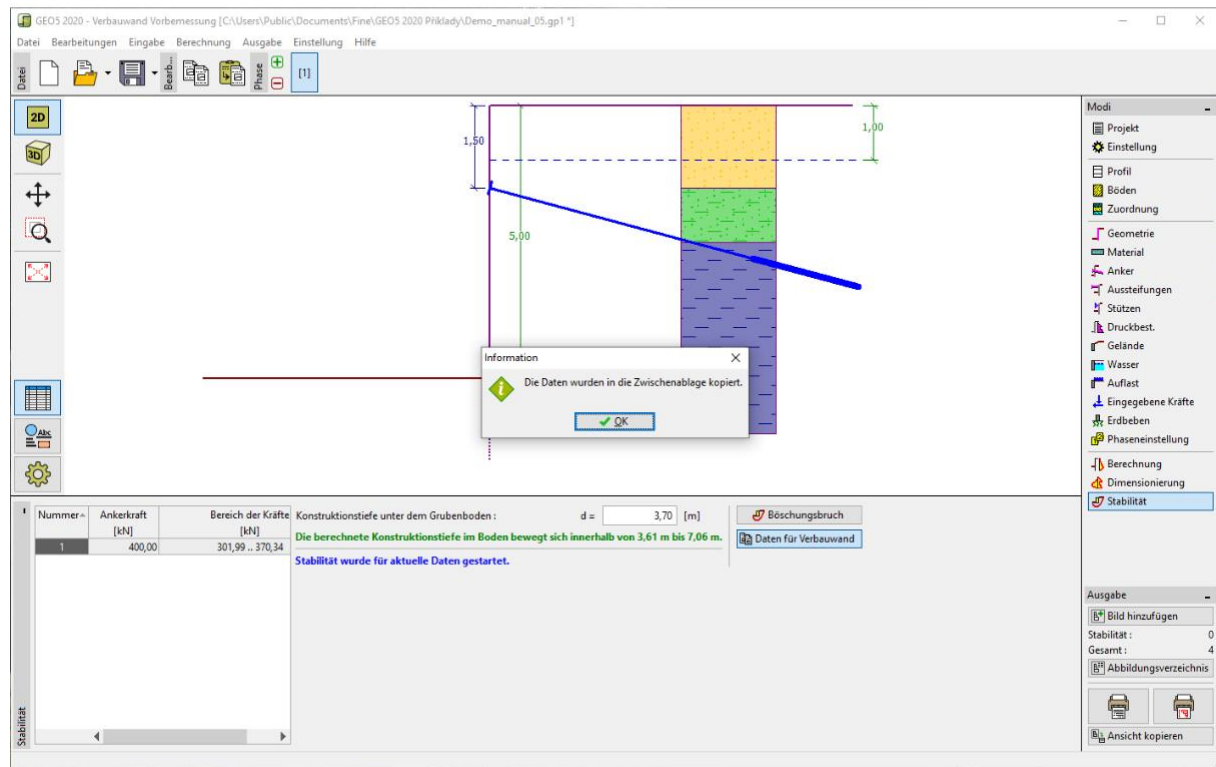 GEO5 2020 - Verbauwand Vorbemessung [C:\Users\Public\Documents\Fine\GEO5 2020 Příklady\Demo_manual_05.gp1 *]
Datei Bearbeitungen Eingabe Berechnung Ausgabe Einstellung Hilfe
Datei
Bearb...
Phase
[1]
2D
3D
Abc
1,50
5,00
1,00
Information
Die Daten wurden in die Zwischenablage kopiert.
OK
Modi
Projekt
Einstellung
Profil
Böden
Zuordnung
Geometrie
Material
Anker
Aussteifungen
Stützen
Druckbest.
Gelände
Wasser
Auflast
Eingegebene Kräfte
Erdbeben
Phaseneinstellung
Berechnung
Dimensionierung
Stabilität
Nummer Ankerkraft Bereich der Kräfte
[kN] [kN]
1 400,00 301,99 .. 370,34
Konstruktionstiefe unter dem Grubenboden : d = 3,70 [m]
Die berechnete Konstruktionstiefe im Boden bewegt sich innerhalb von 3,61 m bis 7,06 m.
Stabilität wurde für aktuelle Daten gestartet.
Böschungsbruch
Daten für Verbauwand
Stabilität
Ausgabe
Bild hinzufügen
Stabilität : 0
Gesamt : 4
Abbildungsverzeichnis
Ansicht kopieren